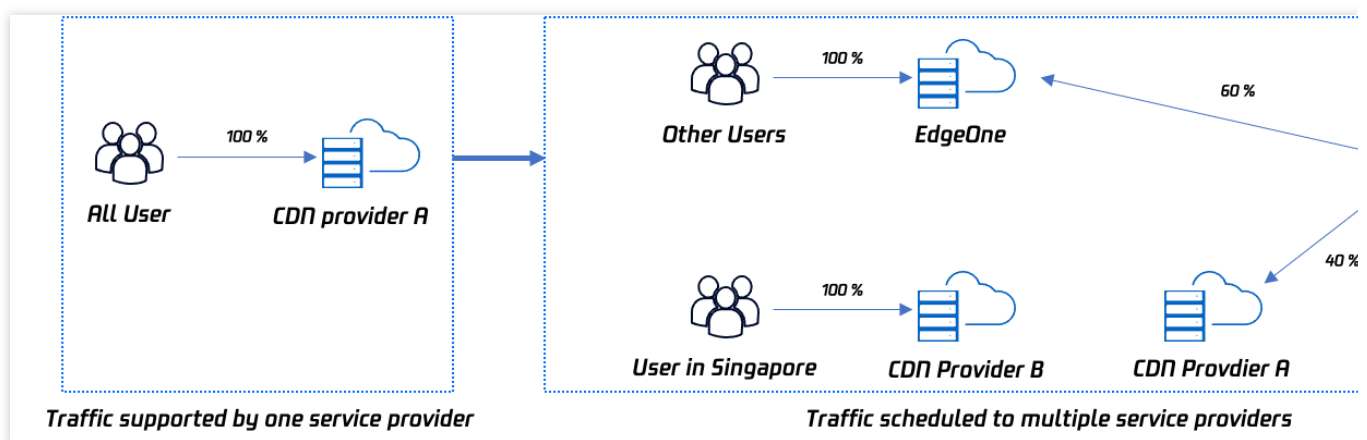 100 %
All User
CDN provider A
Traffic supported by one service provider
100 %
Other Users
EdgeOne
60 %
40 %
100 %
User in Singapore
CDN Provider B
CDN Provdier A
Traffic scheduled to multiple service providers